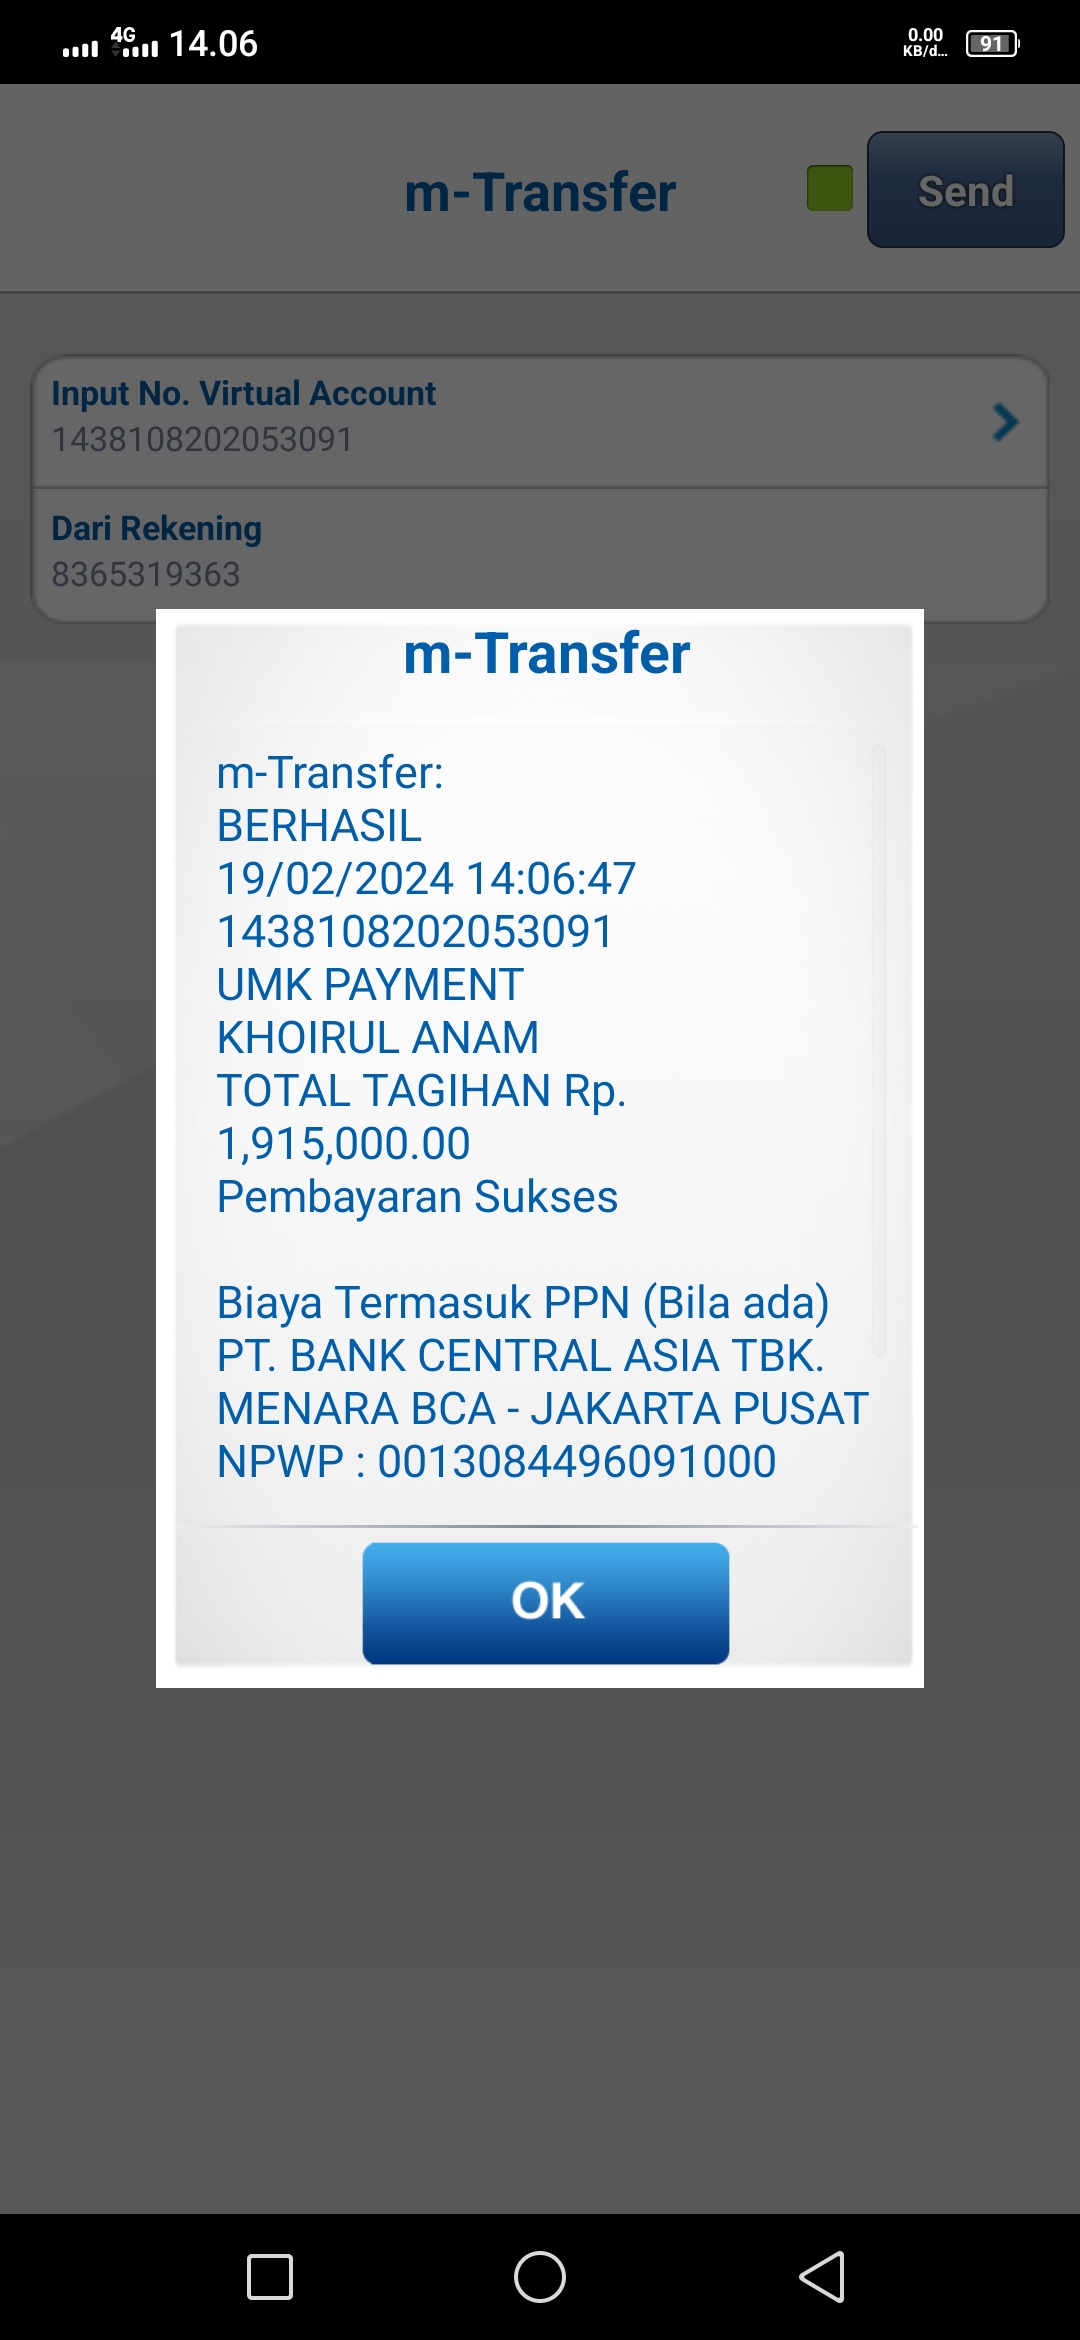 4G 14.06 0.00 KB/d... 91
m-Transfer Send
Input No. Virtual Account
1438108202053091
Dari Rekening
8365319363
m-Transfer
m-Transfer:
BERHASIL
19/02/2024 14:06:47
1438108202053091
UMK PAYMENT
KHOIRUL ANAM
TOTAL TAGIHAN Rp.
1,915,000.00
Pembayaran Sukses
Biaya Termasuk PPN (Bila ada)
PT. BANK CENTRAL ASIA TBK.
MENARA BCA - JAKARTA PUSAT
NPWP : 0013084496091000
OK